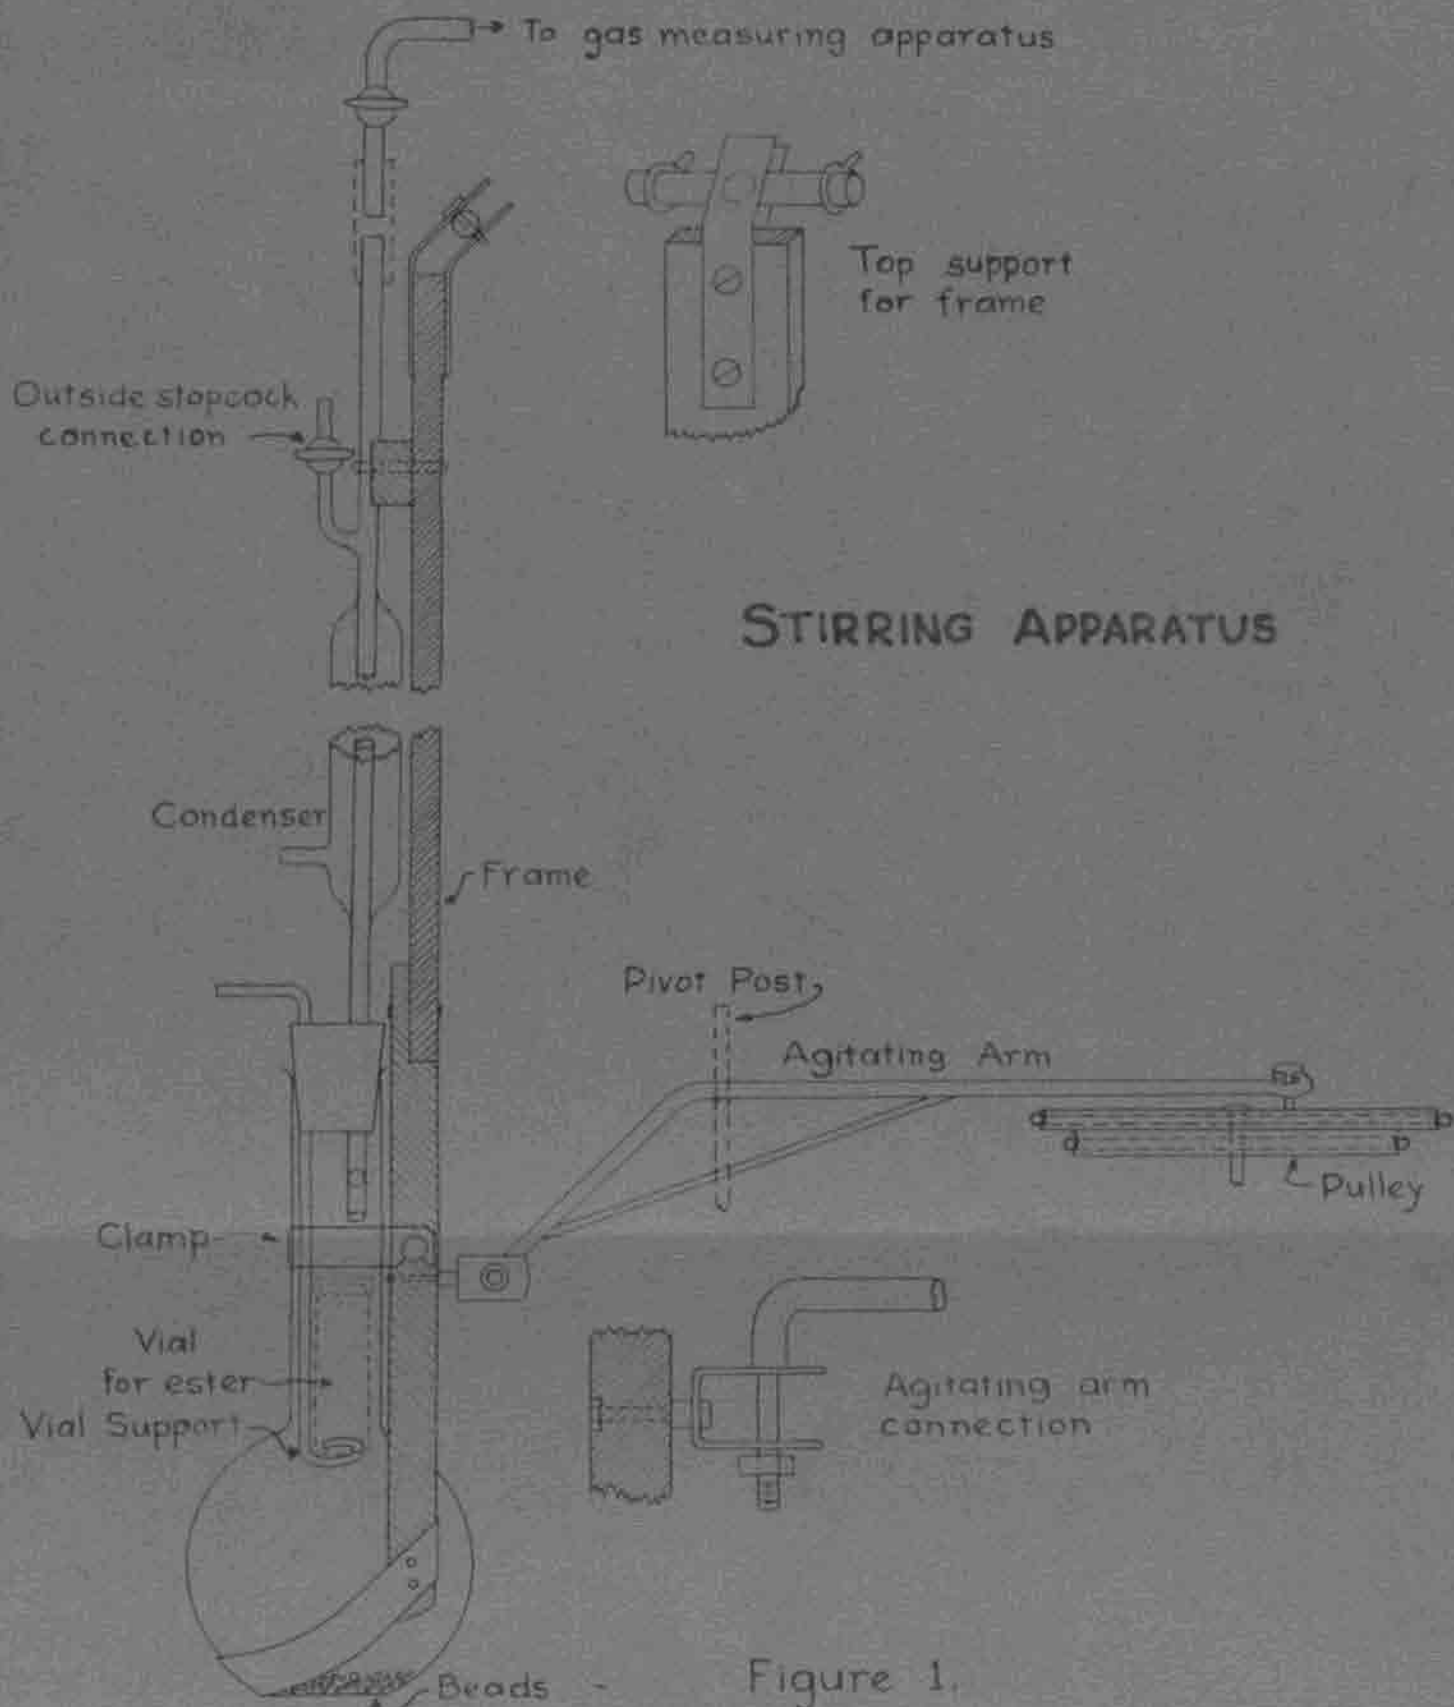 To gas measuring apparatus
Top support
for frame
Outside stopcock
connection
STIRRING APPARATUS
Condenser
Frame
Pivot Post
Agitating Arm
Pulley
Clamp
Vial
for ester
Vial Support
Agitating arm
connection
Beads
Figure 1.